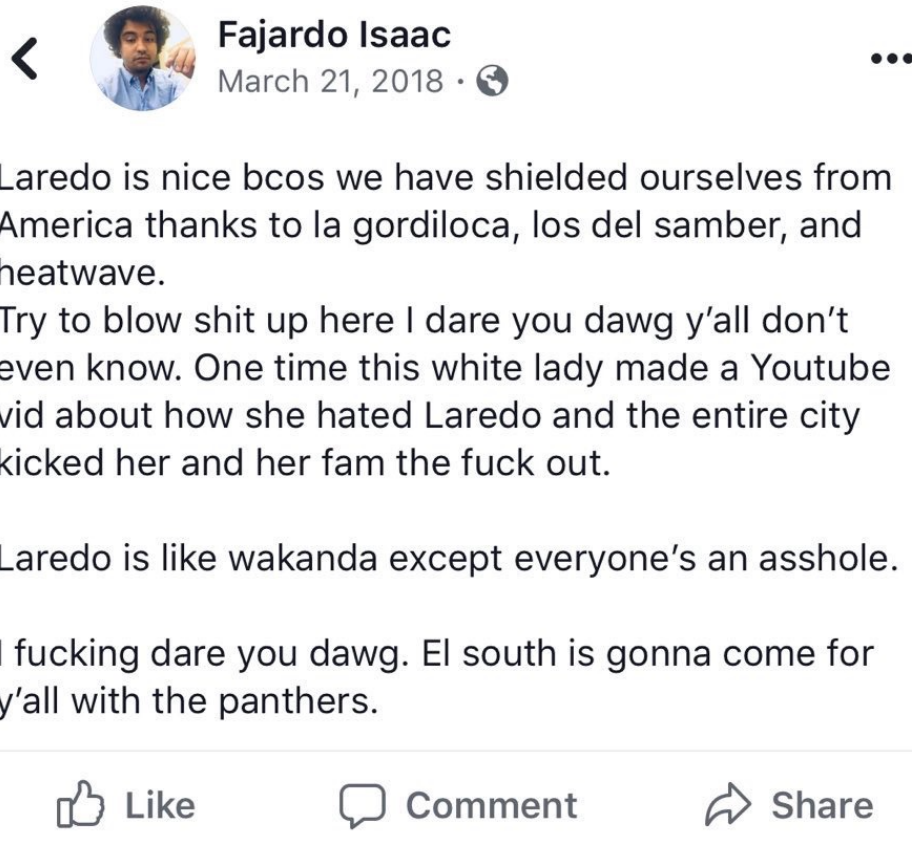 Fajardo Isaac
March 21, 2018 ·
Laredo is nice bcos we have shielded ourselves from
America thanks to la gordiloca, los del samber, and
heatwave.
Try to blow shit up here I dare you dawg y’all don’t
even know. One time this white lady made a Youtube
vid about how she hated Laredo and the entire city
kicked her and her fam the fuck out.
Laredo is like wakanda except everyone’s an asshole.
I fucking dare you dawg. El south is gonna come for
y’all with the panthers.
Like
Comment
Share